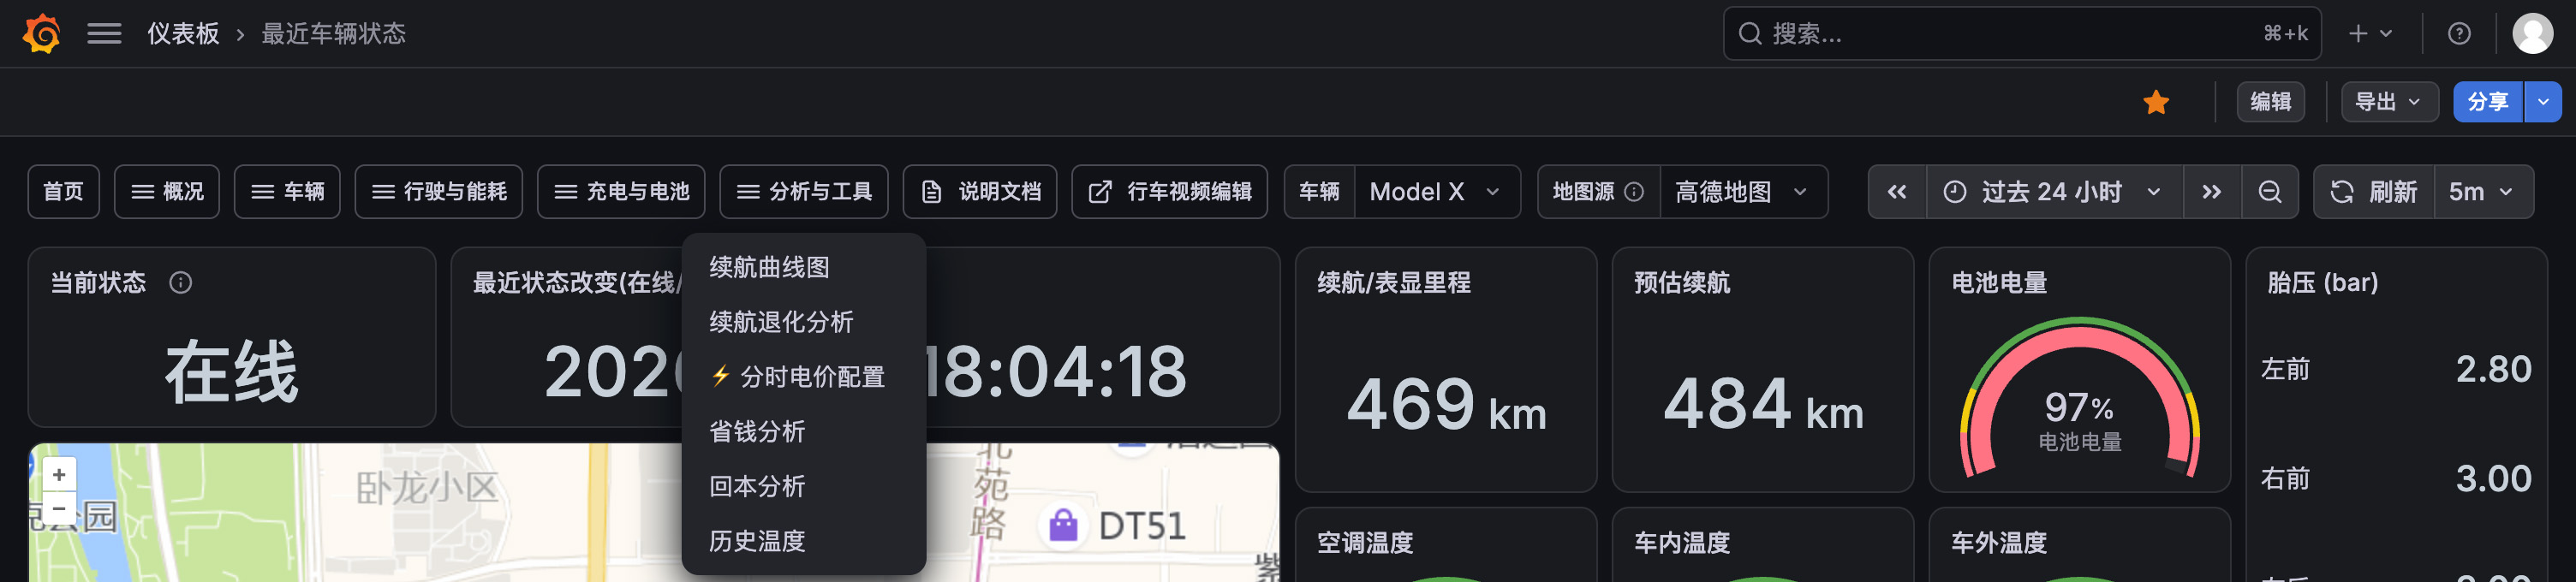 仪表板 › 最近车辆状态
搜索...
⌘+k
编辑
导出
分享
首页
概况
车辆
行驶与能耗
充电与电池
分析与工具
说明文档
行车视频编辑
车辆
Model X
地图源
高德地图
过去 24 小时
刷新
5m
续航曲线图
续航退化分析
⚡ 分时电价配置
省钱分析
回本分析
历史温度
当前状态
在线
最近状态改变(在线/
202
18:04:18
续航/表显里程
469 km
预估续航
484 km
电池电量
97%
电池电量
胎压 (bar)
左前
2.80
右前
3.00
空调温度
车内温度
车外温度
+
−
卧龙小区
公园
北苑路
DT51